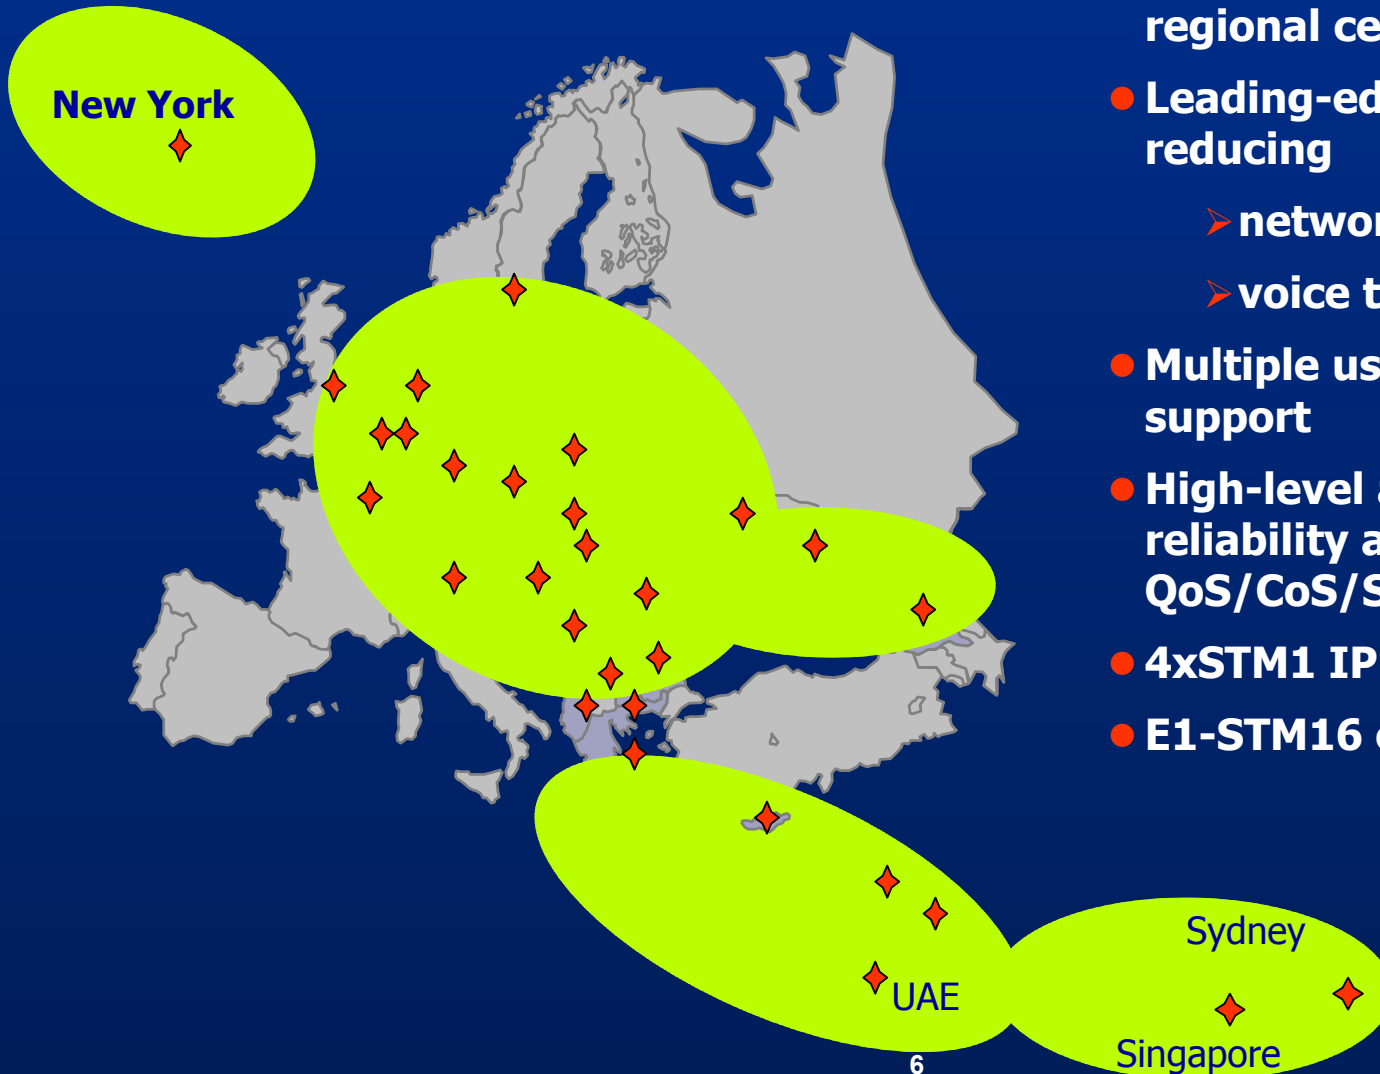 New York
regional ce
Leading-ed
reducing
networ
voice t
Multiple us
support
High-level a
reliability a
QoS/CoS/S
4xSTM1 IP
E1-STM16
Sydney
UAE
Singapore
6